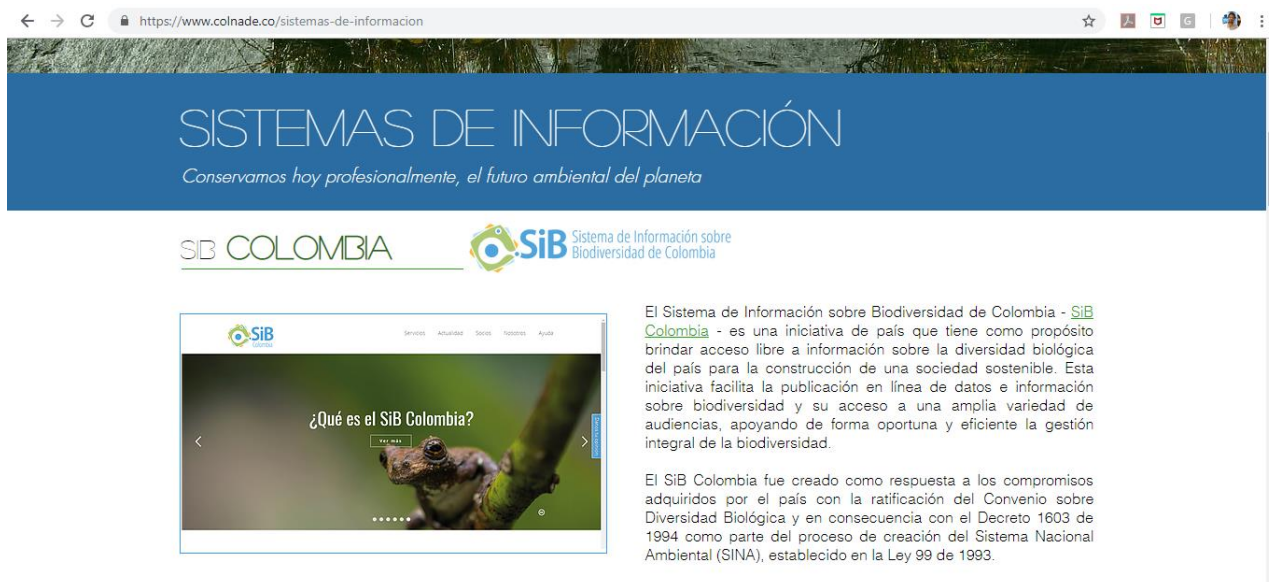 https://www.colnade.co/sistemas-de-informacion
SISTEMAS DE INFORMACIÓN
Conservamos hoy profesionalmente, el futuro ambiental del planeta
SIB COLOMBIA
SiB Sistema de Información sobre
Biodiversidad de Colombia
SiB
Colombia
Servicios Actualidad Socios Nosotros Ayuda
¿Qué es el SiB Colombia?
Ver más
El Sistema de Información sobre Biodiversidad de Colombia - SiB
Colombia - es una iniciativa de país que tiene como propósito
brindar acceso libre a información sobre la diversidad biológica
del país para la construcción de una sociedad sostenible. Esta
iniciativa facilita la publicación en línea de datos e información
sobre biodiversidad y su acceso a una amplia variedad de
audiencias, apoyando de forma oportuna y eficiente la gestión
integral de la biodiversidad.
El SiB Colombia fue creado como respuesta a los compromisos
adquiridos por el país con la ratificación del Convenio sobre
Diversidad Biológica y en consecuencia con el Decreto 1603 de
1994 como parte del proceso de creación del Sistema Nacional
Ambiental (SINA), establecido en la Ley 99 de 1993.